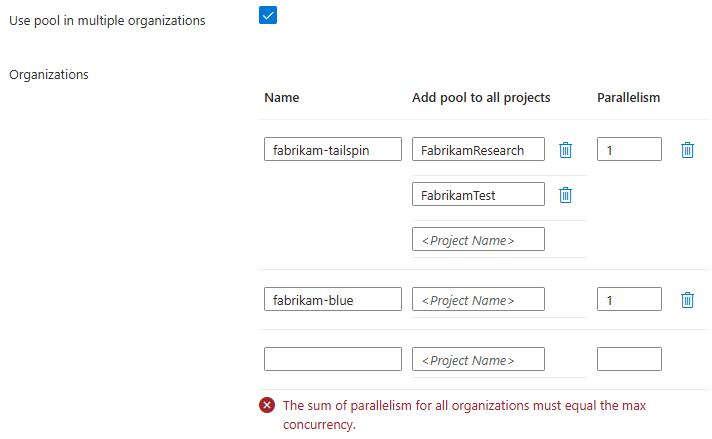 Use pool in multiple organizations
Organizations
Name Add pool to all projects Parallelism
fabrikam-tailspin FabrikamResearch 1
FabrikamTest
<Project Name>
fabrikam-blue <Project Name> 1
<Project Name>
The sum of parallelism for all organizations must equal the max
concurrency.